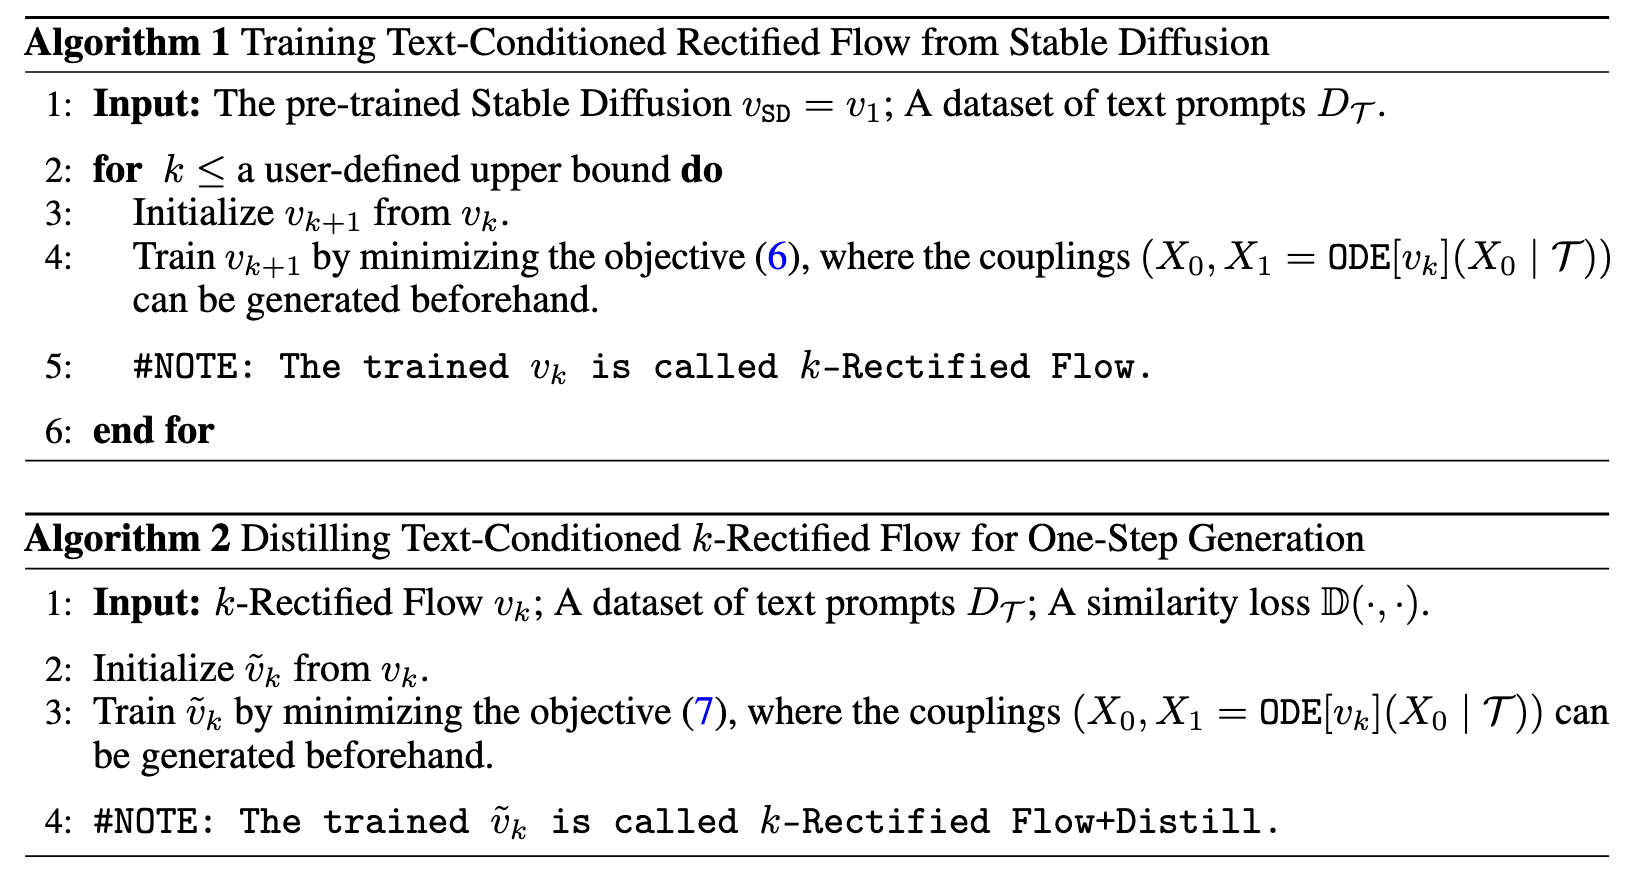 Algorithm 1 Training Text-Conditioned Rectified Flow from Stable Diffusion
1: Input: The pre-trained Stable Diffusion $v_{\texttt{SD}} = v_1$; A dataset of text prompts $D_{\mathcal{T}}$.
2: for $k \leq$ a user-defined upper bound do
3: Initialize $v_{k+1}$ from $v_k$.
4: Train $v_{k+1}$ by minimizing the objective (6), where the couplings $(X_0, X_1 = \texttt{ODE}[v_k](X_0 \mid \mathcal{T}))$
can be generated beforehand.
5: #NOTE: The trained $v_k$ is called $k$-Rectified Flow.
6: end for
Algorithm 2 Distilling Text-Conditioned $k$-Rectified Flow for One-Step Generation
1: Input: $k$-Rectified Flow $v_k$; A dataset of text prompts $D_{\mathcal{T}}$; A similarity loss $\mathbb{D}(\cdot, \cdot)$.
2: Initialize $\tilde{v}_k$ from $v_k$.
3: Train $\tilde{v}_k$ by minimizing the objective (7), where the couplings $(X_0, X_1 = \texttt{ODE}[v_k](X_0 \mid \mathcal{T}))$ can
be generated beforehand.
4: #NOTE: The trained $\tilde{v}_k$ is called $k$-Rectified Flow+Distill.